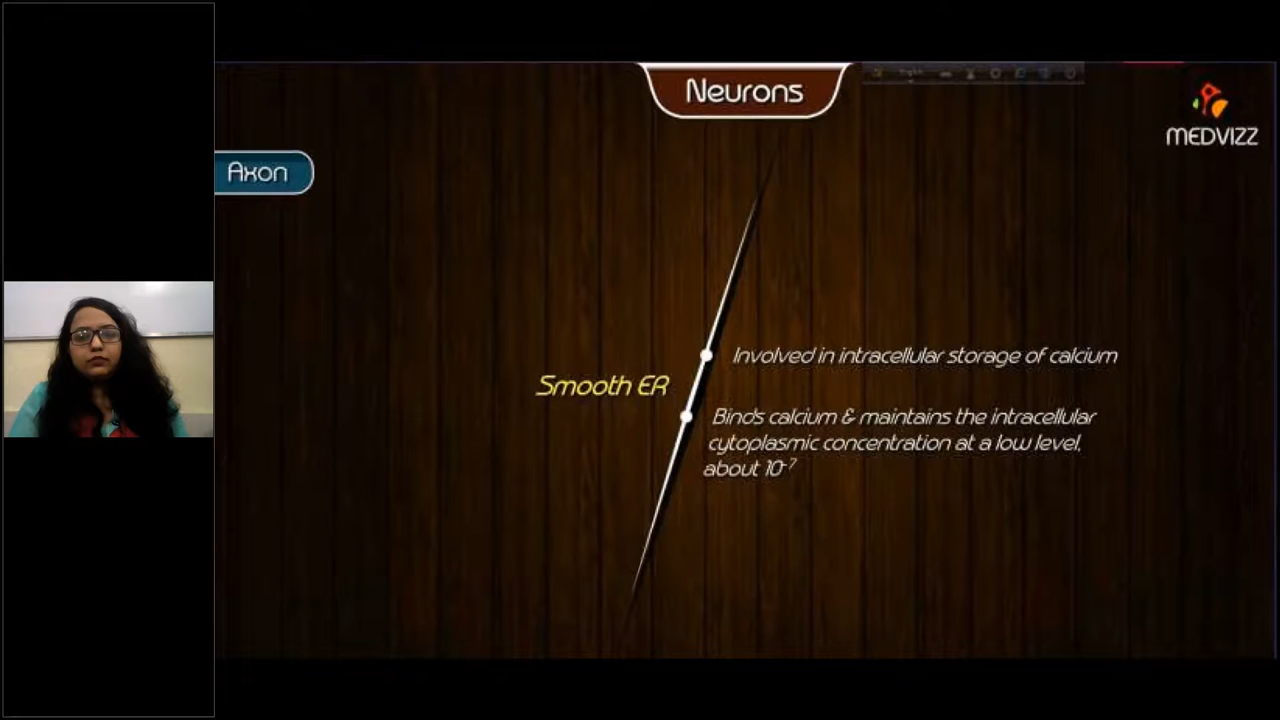 Neurons
MEDVIZZ
Axon
Involved in intracellular storage of calcium
Smooth ER
Binds calcium & maintains the intracellular
cytoplasmic concentration at a low level,
about 10⁻⁷